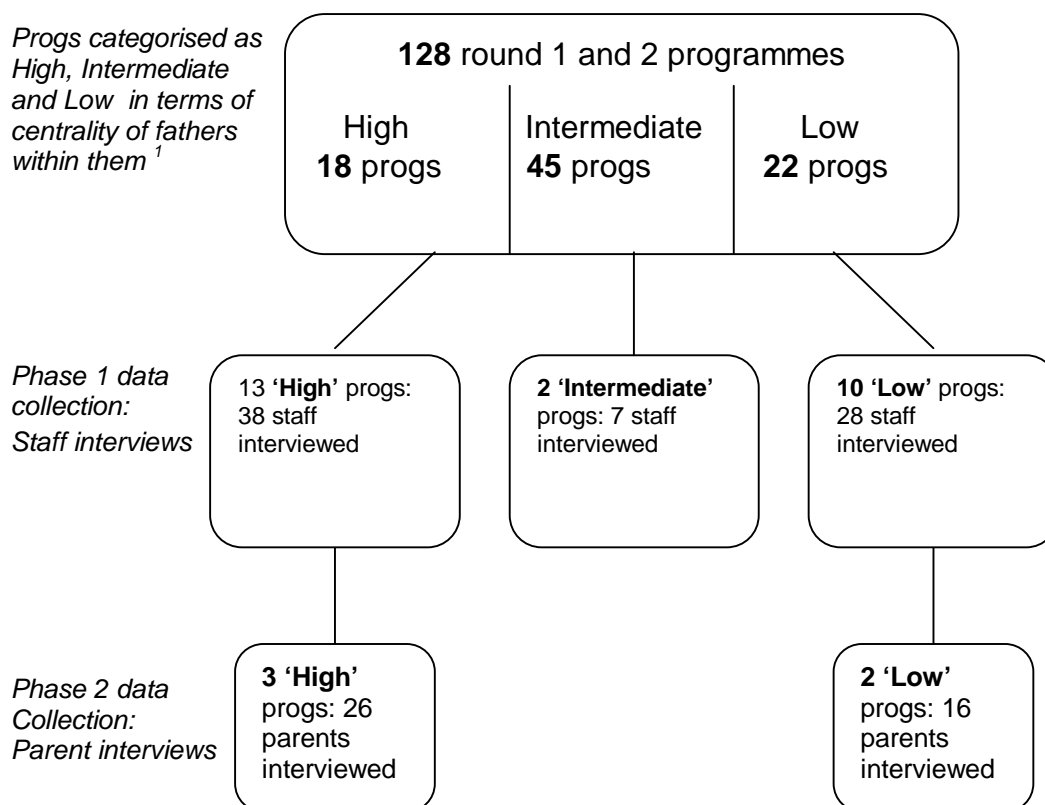 Progs categorised as
High, Intermediate
and Low in terms of
centrality of fathers
within them 1
128 round 1 and 2 programmes
High
18 progs
Intermediate
45 progs
Low
22 progs
Phase 1 data
collection:
Staff interviews
13 ‘High’ progs:
38 staff
interviewed
2 ‘Intermediate’
progs: 7 staff
interviewed
10 ‘Low’ progs:
28 staff
interviewed
Phase 2 data
Collection:
Parent interviews
3 ‘High’
progs: 26
parents
interviewed
2 ‘Low’
progs: 16
parents
interviewed